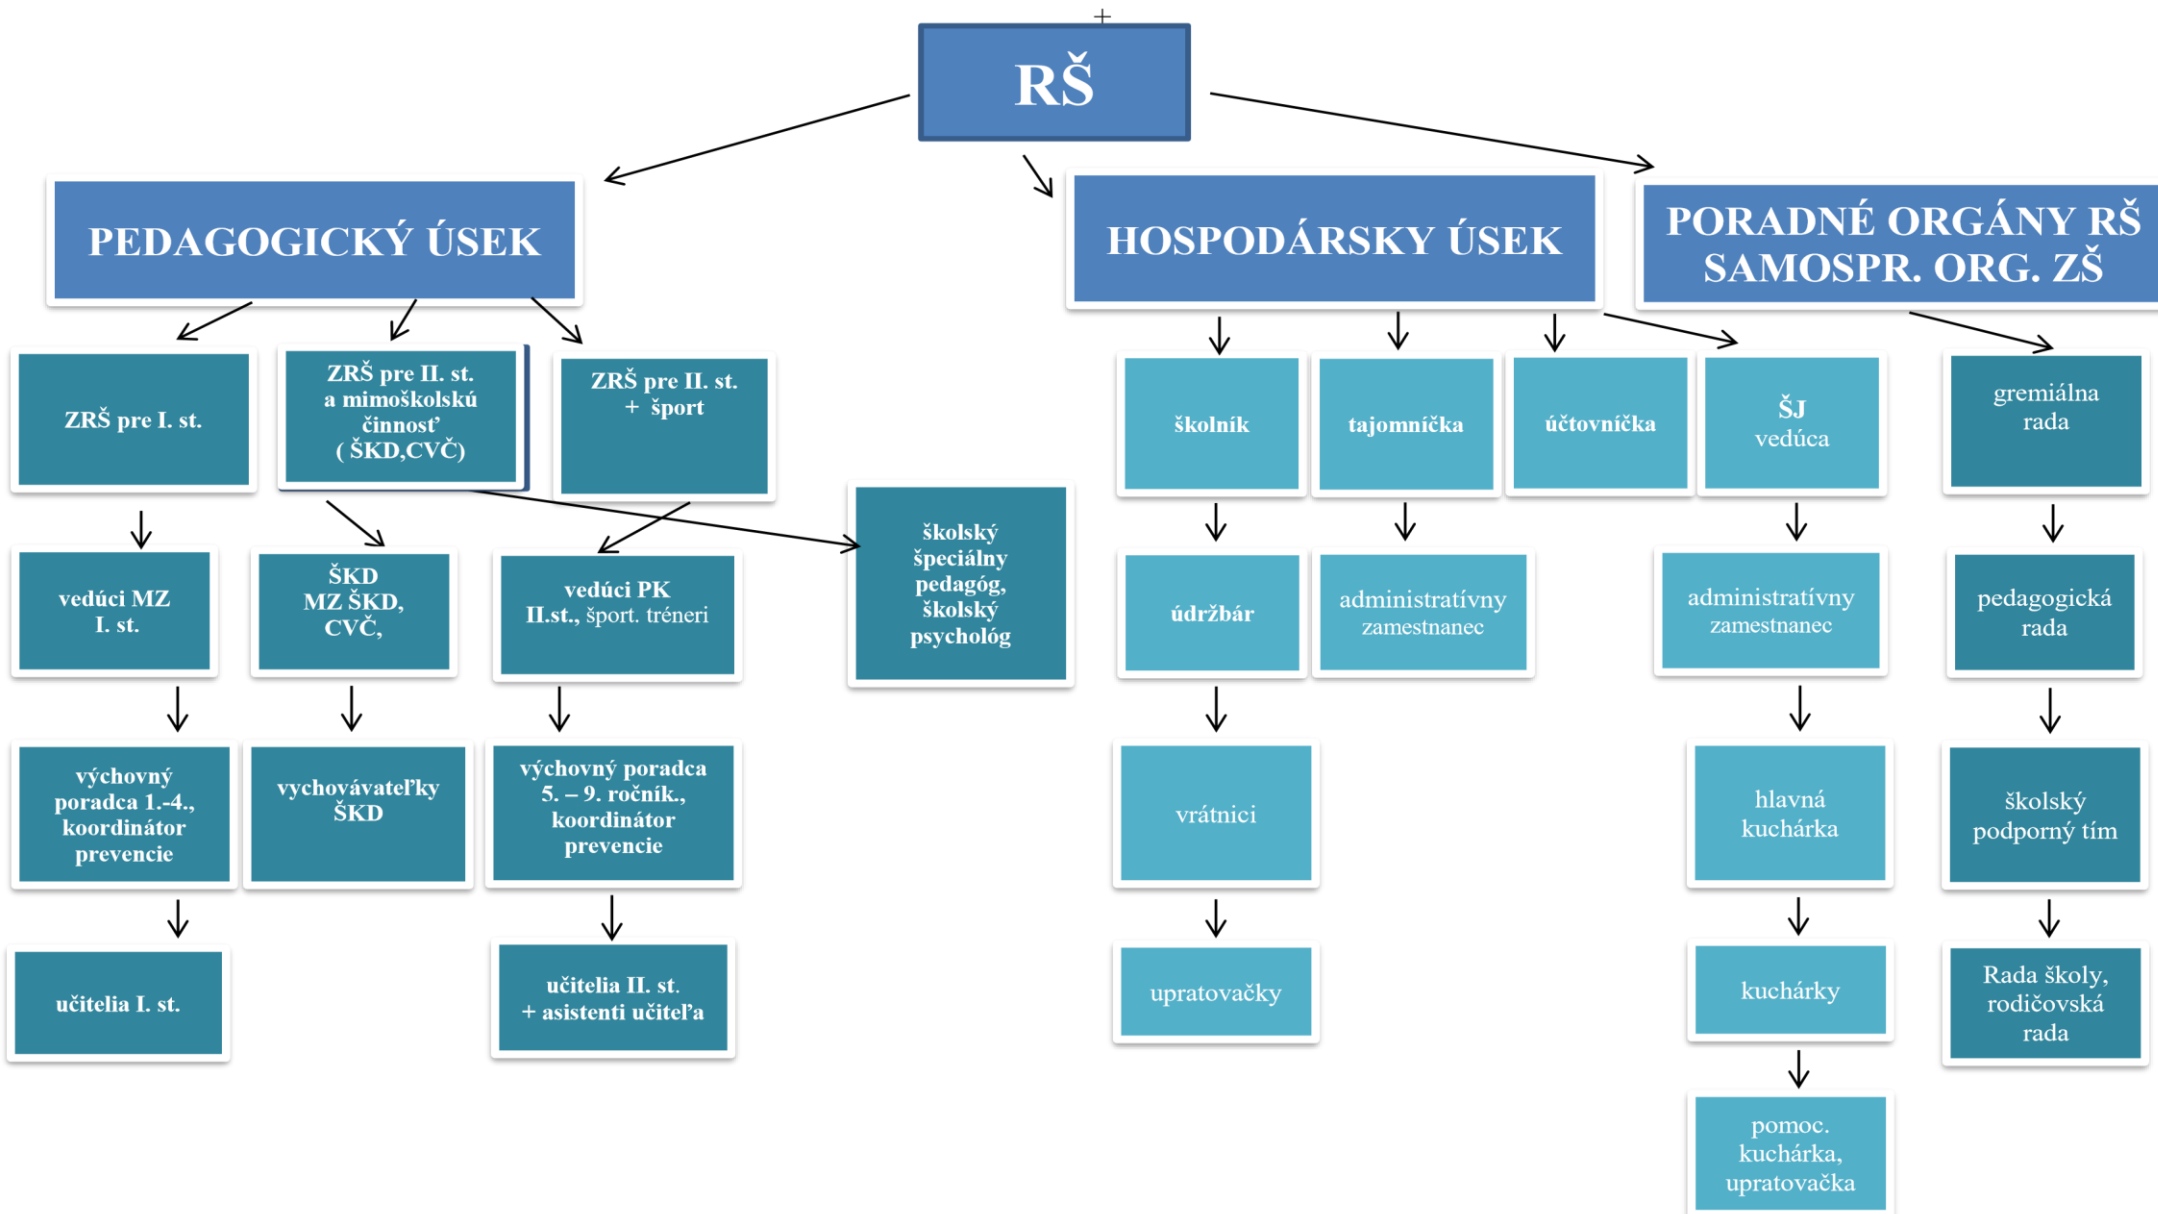 RŠ
PEDAGOGICKÝ ÚSEK
HOSPODÁRSKY ÚSEK
PORADNÉ ORGÁNY RŠ
SAMOSPR. ORG. ZŠ
ZRŠ pre I. st.
ZRŠ pre II. st.
a mimoškolskú
činnosť
( ŠKD,CVČ)
ZRŠ pre II. st.
+ šport
školník
tajomníčka
účtovníčka
ŠJ
vedúca
gremiálna
rada
vedúci MZ
I. st.
ŠKD
MZ ŠKD,
CVČ,
vedúci PK
II.st., šport. tréneri
školský
špeciálny
pedagóg,
školský
psychológ
údržbár
administratívny
zamestnanec
administratívny
zamestnanec
pedagogická
rada
výchovný
poradca 1.-4.,
koordinátor
prevencie
vychovávateľky
ŠKD
výchovný poradca
5. – 9. ročník.,
koordinátor
prevencie
vrátnici
hlavná
kuchárka
školský
podporný tím
učitelia I. st.
učitelia II. st.
+ asistenti učiteľa
upratovačky
kuchárky
Rada školy,
rodičovská
rada
pomoc.
kuchárka,
upratovačka